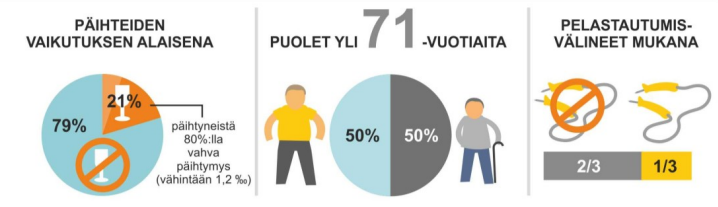 PÄIHTEIDEN
VAIKUTUKSEN ALAISENA
79%
21%
päihtyneistä
80%:lla
vahva
päihtymys
(vähintään 1,2 ‰)
PUOLET YLI 71 -VUOTIAITA
50%
50%
PELASTAUTUMIS-
VÄLINEET MUKANA
2/3
1/3